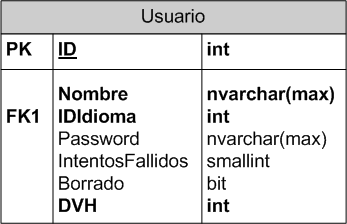 Usuario
PK ID int
Nombre nvarchar(max)
FK1 IDIdioma int
Password nvarchar(max)
IntentosFallidos smallint
Borrado bit
DVH int